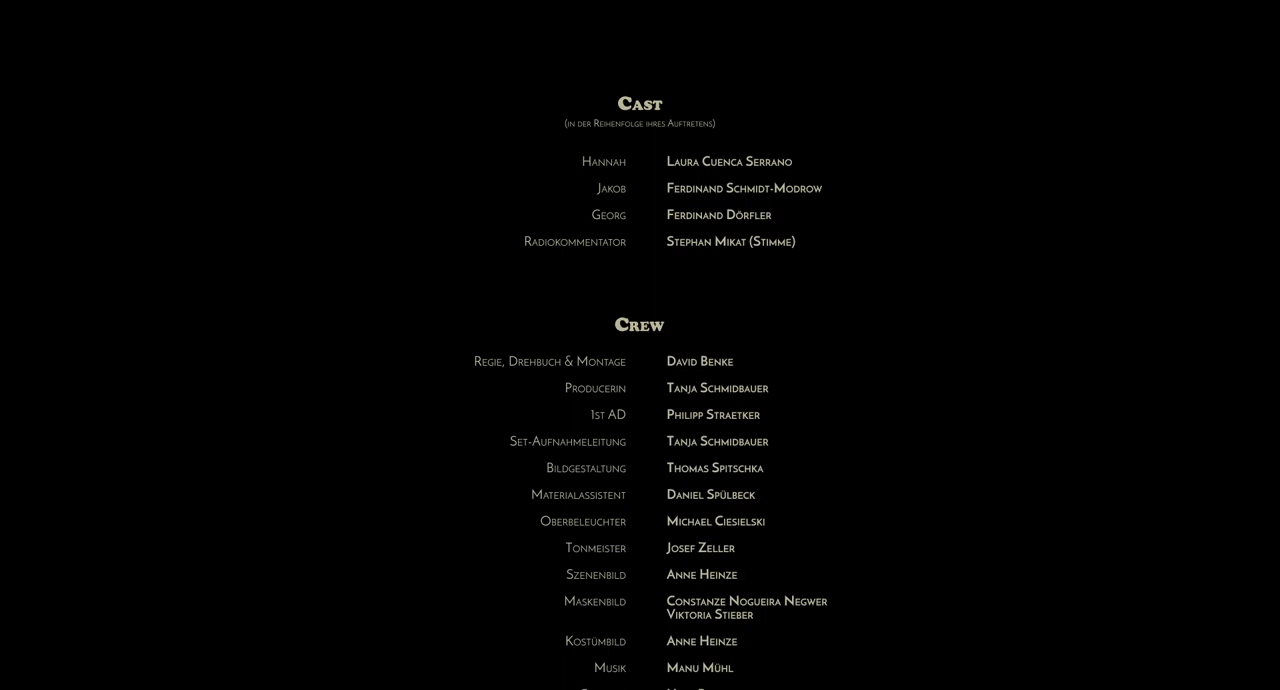 Cast
(in der Reihenfolge ihres Auftretens)
Hannah Laura Cuenca Serrano
Jakob Ferdinand Schmidt-Modrow
Georg Ferdinand Dörfler
Radiokommentator Stephan Mikat (Stimme)
Crew
Regie, Drehbuch & Montage David Benke
Producerin Tanja Schmidbauer
1st AD Philipp Straetker
Set-Aufnahmeleitung Tanja Schmidbauer
Bildgestaltung Thomas Spitschka
Materialassistent Daniel Spülbeck
Oberbeleuchter Michael Ciesielski
Tonmeister Josef Zeller
Szenenbild Anne Heinze
Maskenbild Constanze Nogueira Negwer
Viktoria Stieber
Kostümbild Anne Heinze
Musik Manu Mühl